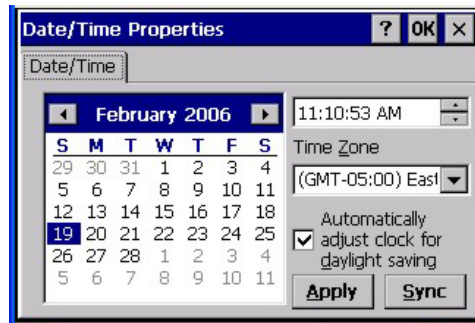 Date/Time Properties ? OK ×
Date/Time
February 2006
S M T W T F S
29 30 31 1 2 3 4
5 6 7 8 9 10 11
12 13 14 15 16 17 18
19 20 21 22 23 24 25
26 27 28 1 2 3 4
5 6 7 8 9 10 11
11:10:53 AM
Time Zone
(GMT-05:00) East
Automatically
adjust clock for
daylight saving
Apply Sync